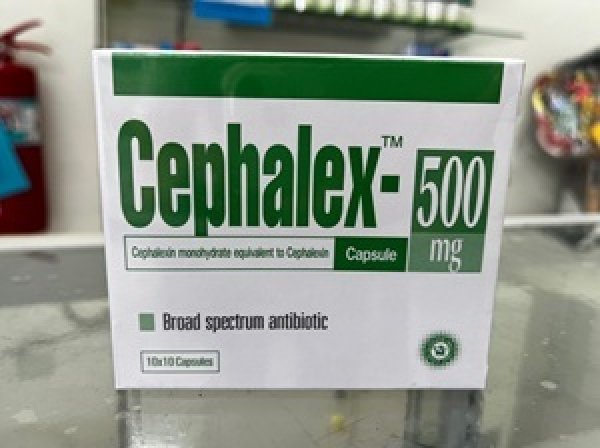 Cephalex-™ 500 mg
Cephalexin monohydrate equivalent to Cephalexin Capsule
Broad spectrum antibiotic
10x10 Capsules